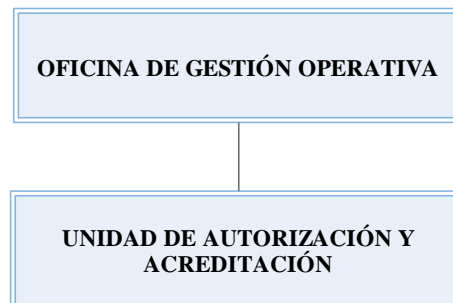 OFICINA DE GESTIÓN OPERATIVA
UNIDAD DE AUTORIZACIÓN Y
ACREDITACIÓN